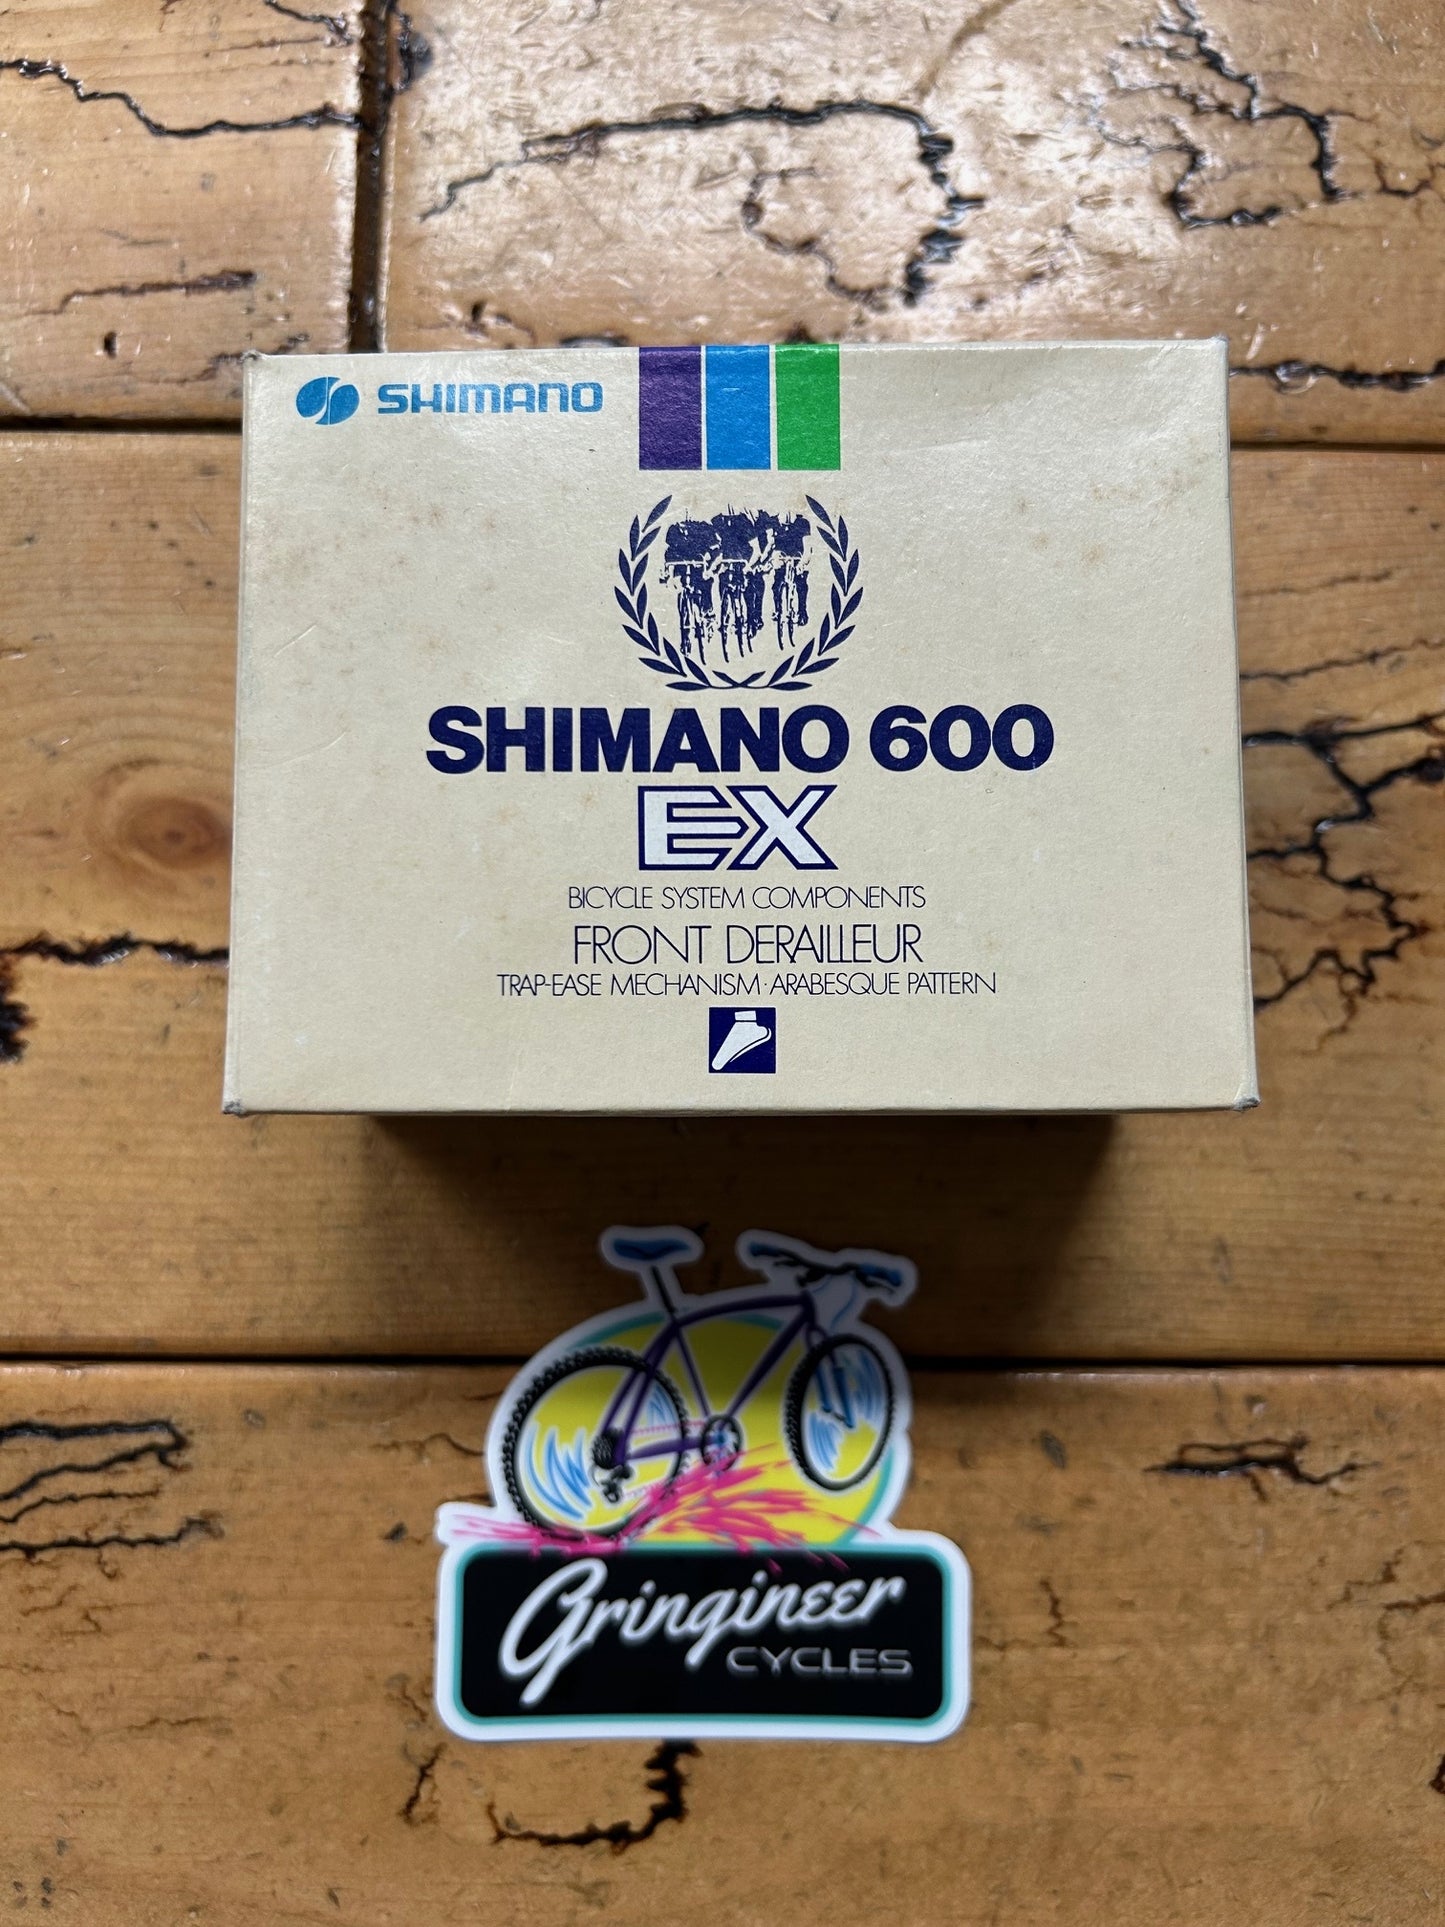 SHIMANO
SHIMANO 600
EX
BICYCLE SYSTEM COMPONENTS
FRONT DERAILLEUR
TRAP-EASE MECHANISM·ARABESQUE PATTERN
Gringineer
CYCLES